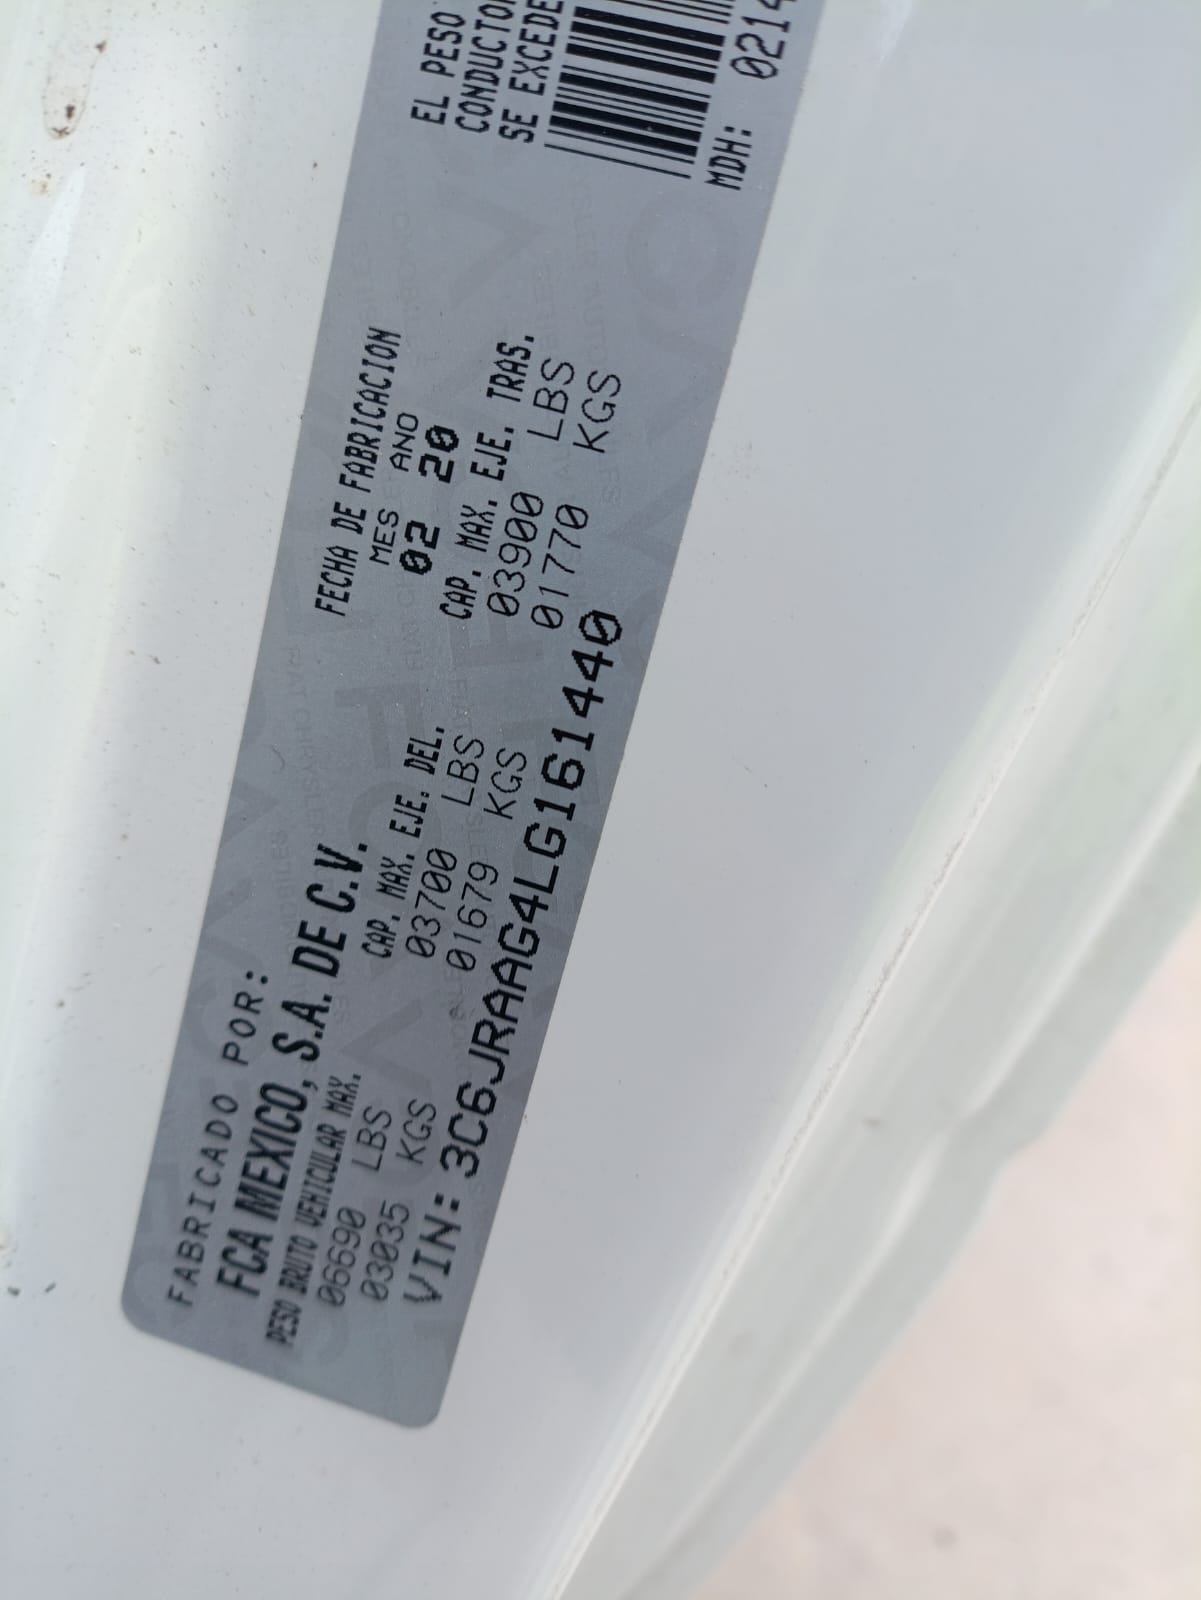 FABRICADO POR:
FCA MEXICO, S.A. DE C.V.
FECHA DE FABRICACION
MES ANO
02 20
PESO BRUTO VEHICULAR MAX.
06690 LBS
03035 KGS
CAP. MAX. EJE. DEL.
03700 LBS
01679 KGS
CAP. MAX. EJE. TRAS.
03900 LBS
01770 KGS
VIN: 3C6JRAAG4LG161440
EL PESO
SE EXCEDE
MDH: 0214